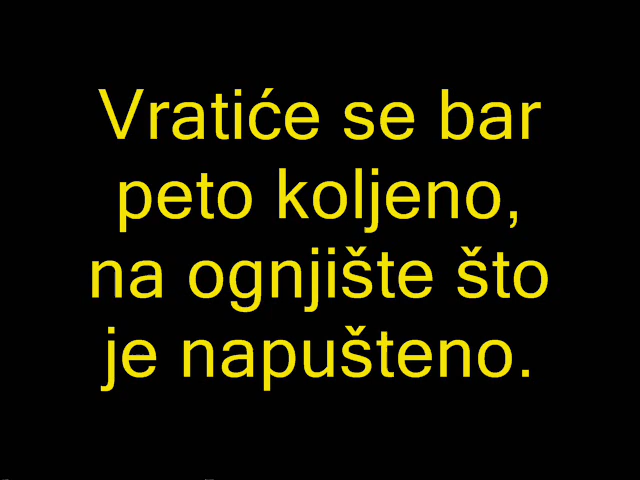 Vratiće se bar
peto koljeno,
na ognjište što
je napušteno.